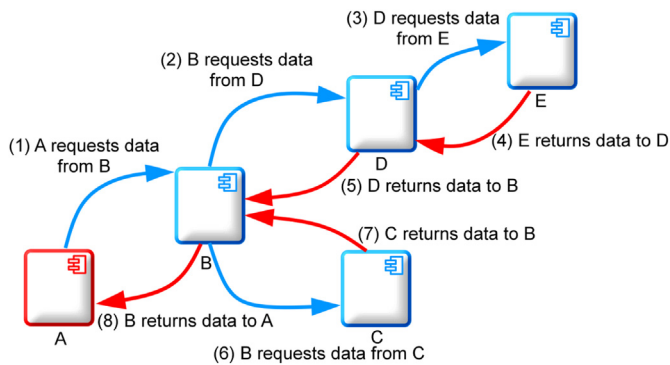 (3) D requests data
from E
(2) B requests data
from D
E
(4) E returns data to D
(1) A requests data
from B
D
(5) D returns data to B
(7) C returns data to B
B
(8) B returns data to A
A
C
(6) B requests data from C